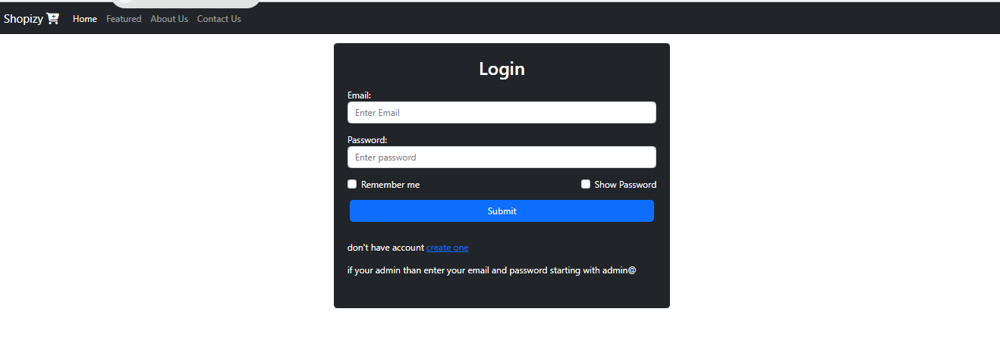 Shopizy Home Featured About Us Contact Us
Login
Email:
Enter Email
Password:
Enter password
Remember me Show Password
Submit
don't have account create one
if your admin than enter your email and password starting with admin@